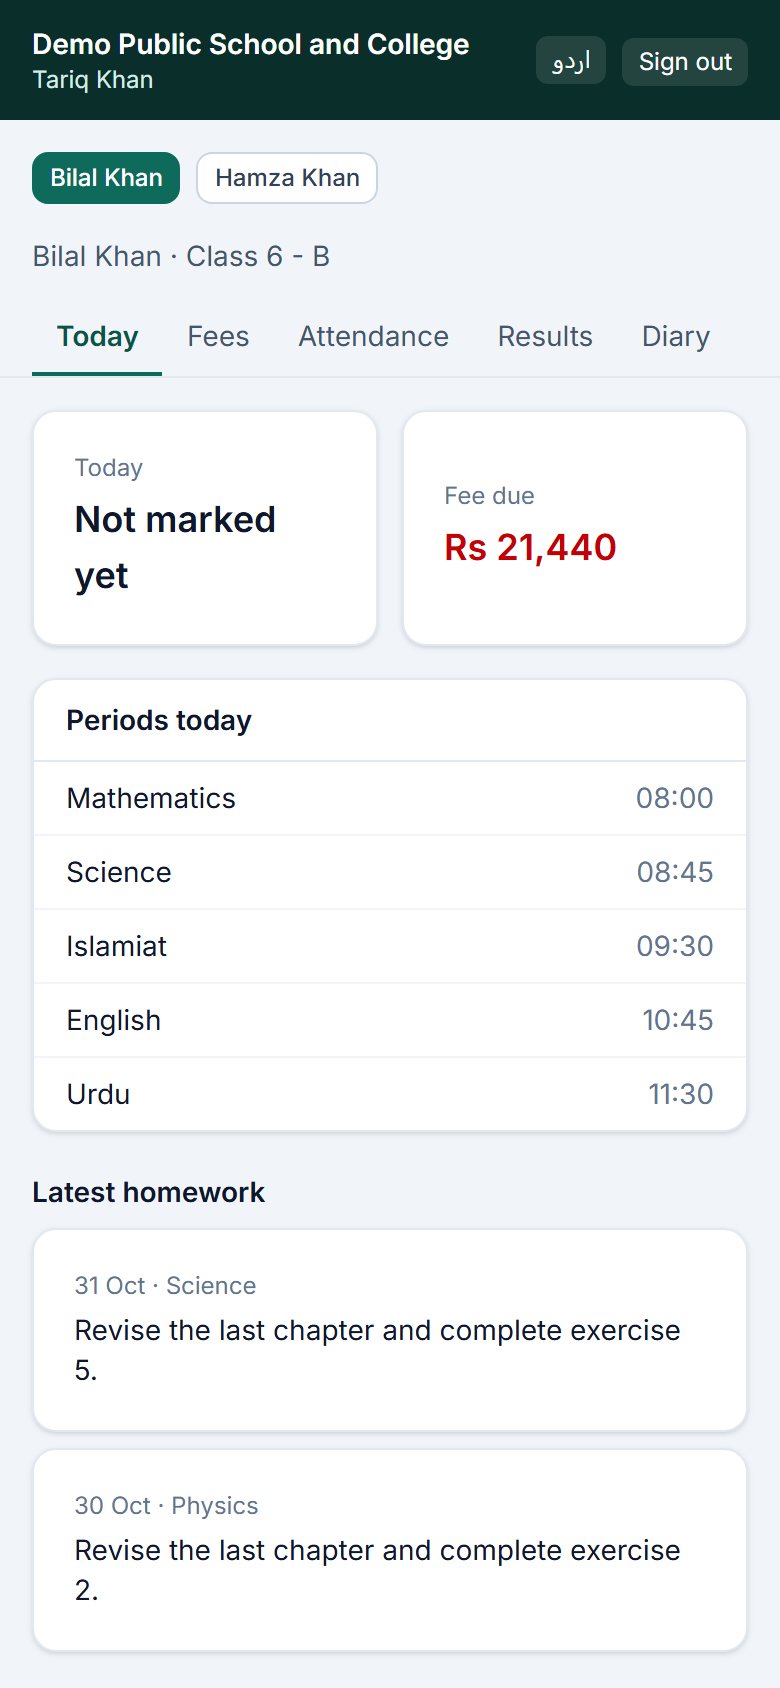 Demo Public School and College
Tariq Khan
اردو
Sign out
Bilal Khan
Hamza Khan
Bilal Khan · Class 6 - B
Today
Fees
Attendance
Results
Diary
Today
Not marked
yet
Fee due
Rs 21,440
Periods today
Mathematics 08:00
Science 08:45
Islamiat 09:30
English 10:45
Urdu 11:30
Latest homework
31 Oct · Science
Revise the last chapter and complete exercise
5.
30 Oct · Physics
Revise the last chapter and complete exercise
2.